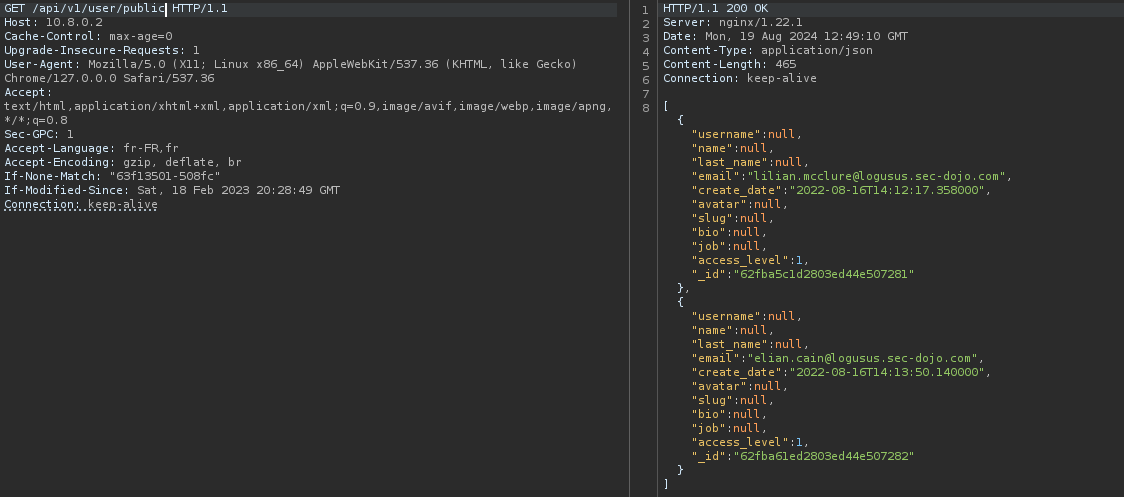 GET /api/v1/user/public HTTP/1.1
Host: 10.8.0.2
Cache-Control: max-age=0
Upgrade-Insecure-Requests: 1
User-Agent: Mozilla/5.0 (X11; Linux x86_64) AppleWebKit/537.36 (KHTML, like Gecko)
Chrome/127.0.0.0 Safari/537.36
Accept:
text/html,application/xhtml+xml,application/xml;q=0.9,image/avif,image/webp,image/apng,
*/*;q=0.8
Sec-GPC: 1
Accept-Language: fr-FR,fr
Accept-Encoding: gzip, deflate, br
If-None-Match: "63f13501-508fc"
If-Modified-Since: Sat, 18 Feb 2023 20:28:49 GMT
Connection: keep-alive
1 HTTP/1.1 200 OK
2 Server: nginx/1.22.1
3 Date: Mon, 19 Aug 2024 12:49:10 GMT
4 Content-Type: application/json
5 Content-Length: 465
6 Connection: keep-alive
7
8 [
{
"username":null,
"name":null,
"last_name":null,
"email":"lilian.mcclure@logusus.sec-dojo.com",
"create_date":"2022-08-16T14:12:17.358000",
"avatar":null,
"slug":null,
"bio":null,
"job":null,
"access_level":1,
"_id":"62fba5c1d2803ed44e507281"
},
{
"username":null,
"name":null,
"last_name":null,
"email":"elian.cain@logusus.sec-dojo.com",
"create_date":"2022-08-16T14:13:50.140000",
"avatar":null,
"slug":null,
"bio":null,
"job":null,
"access_level":1,
"_id":"62fba61ed2803ed44e507282"
}
]